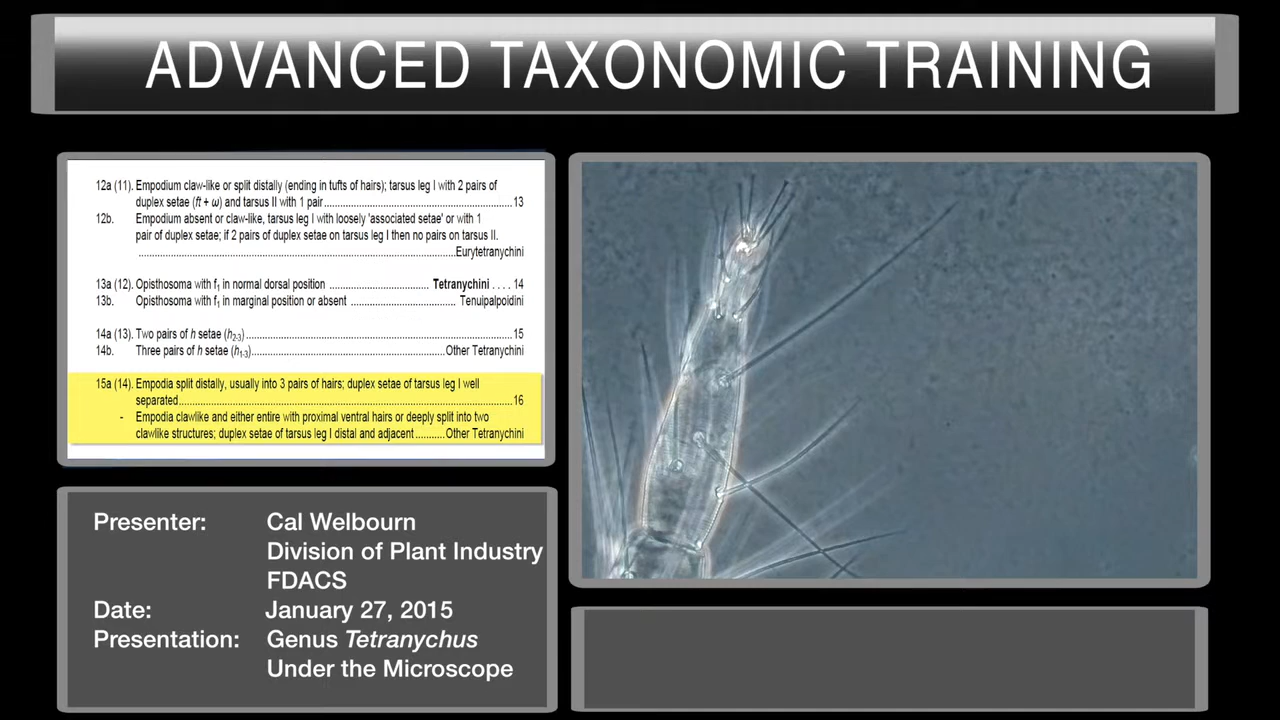 ADVANCED TAXONOMIC TRAINING
12a (11). Empodium claw-like or split distally (ending in tufts of hairs); tarsus leg I with 2 pairs of
duplex setae (ft + ω) and tarsus II with 1 pair..........13
12b. Empodium absent or claw-like, tarsus leg I with loosely 'associated setae' or with 1
pair of duplex setae; if 2 pairs of duplex setae on tarsus leg I then no pairs on tarsus II.
..........Eurytetranychini
13a (12). Opisthosoma with f1 in normal dorsal position .......... Tetranychini . . . . 14
13b. Opisthosoma with f1 in marginal position or absent .......... Tenuipalpoidini
14a (13). Two pairs of h setae (h2-3)..........15
14b. Three pairs of h setae (h1-3)..........Other Tetranychini
15a (14). Empodia split distally, usually into 3 pairs of hairs; duplex setae of tarsus leg I well
separated..........16
- Empodia clawlike and either entire with proximal ventral hairs or deeply split into two
clawlike structures; duplex setae of tarsus leg I distal and adjacent..........Other Tetranychini
Presenter: Cal Welbourn
Division of Plant Industry
FDACS
Date: January 27, 2015
Presentation: Genus Tetranychus
Under the Microscope